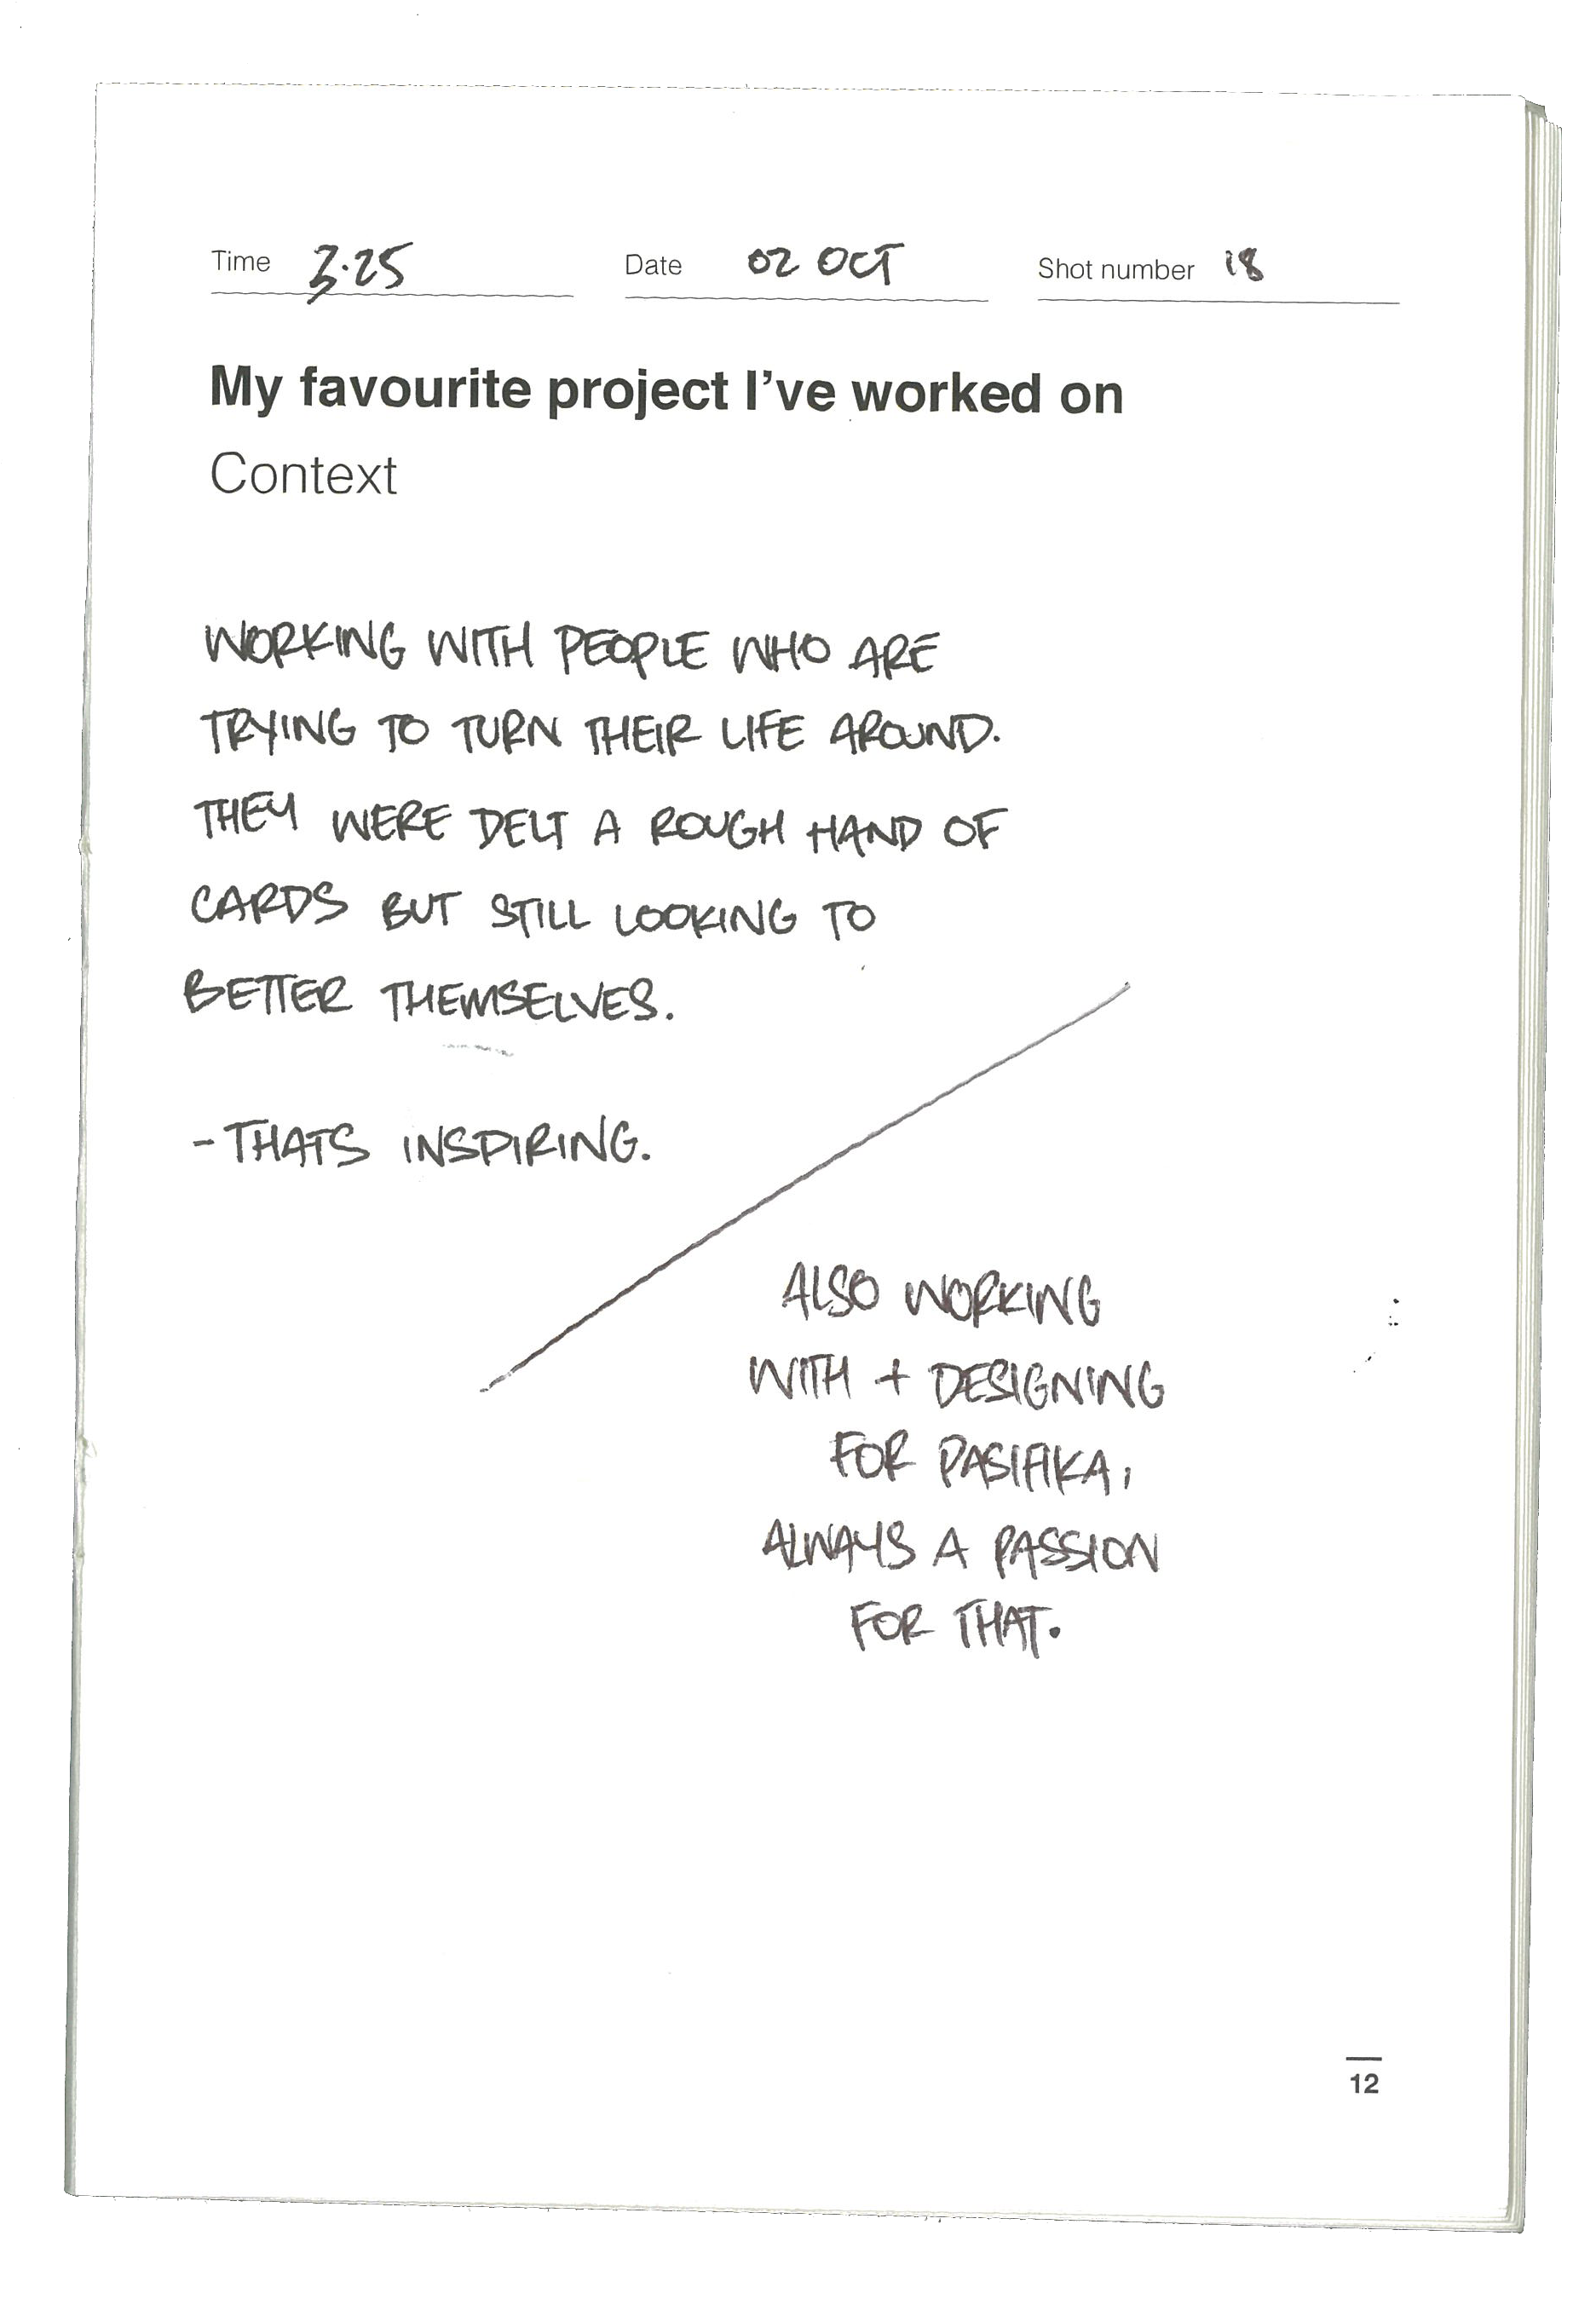 Time 3.25 Date 02 OCT Shot number 18
My favourite project I've worked on
Context
WORKING WITH PEOPLE WHO ARE
TRYING TO TURN THEIR LIFE AROUND.
THEY WERE DELT A ROUGH HAND OF
CARDS BUT STILL LOOKING TO
BETTER THEMSELVES.
- THATS INSPIRING.
ALSO WORKING
WITH + DESIGNING
FOR PASIFIKA,
ALWAYS A PASSION
FOR THAT.
12